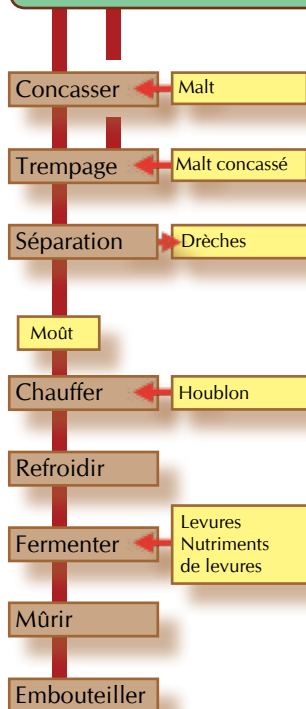 Concasser
Malt
Trempage
Malt concassé
Séparation
Drèches
Moût
Chauffer
Houblon
Refroidir
Fermenter
Levures
Nutriments
de levures
Mûrir
Embouteiller